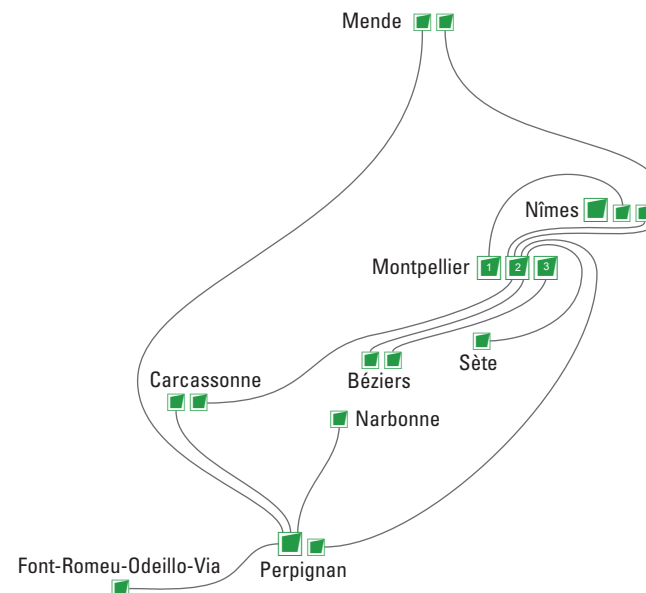 Mende
Nîmes
Montpellier 1 2 3
Sète
Carcassonne
Béziers
Narbonne
Font-Romeu-Odeillo-Via
Perpignan